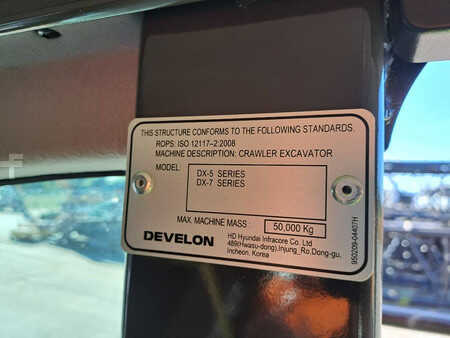 THIS STRUCTURE CONFORMS TO THE FOLLOWING STANDARDS.
ROPS: ISO 12117-2:2008
MACHINE DESCRIPTION: CRAWLER EXCAVATOR
MODEL: DX-5 SERIES
DX-7 SERIES
MAX. MACHINE MASS 50,000 Kg
DEVELON
HD Hyundai Infracore Co. Ltd
489(Hwasu-dong),Injung_Ro,Dong-gu,
Incheon, Korea
950209-04407H